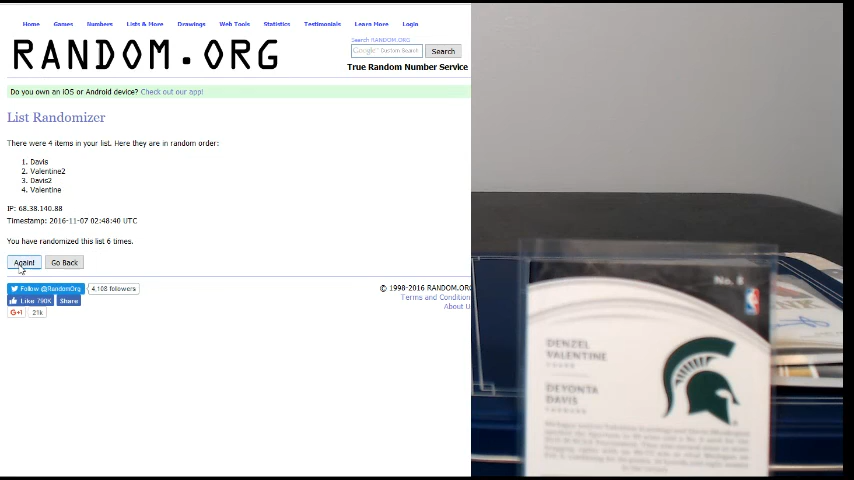 Home Games Numbers Lists & More Drawings Web Tools Statistics Testimonials Learn More Login
RANDOM.ORG
Search RANDOM.ORG
Google Custom Search Search
True Random Number Service
Do you own an iOS or Android device? Check out our app!
List Randomizer
There were 4 items in your list. Here they are in random order:
1. Davis
2. Valentine2
3. Davis2
4. Valentine
IP: 68.38.140.88
Timestamp: 2016-11-07 02:48:40 UTC
You have randomized this list 6 times.
Again! Go Back
Follow @RandomOrg 4,108 followers
Like 790K Share
G+1 21k
© 1998-2016 RANDOM.ORG
Terms and Condition
About U
No. 8
DENZEL
VALENTINE
GUARD
DEYONTA
DAVIS
FORWARD